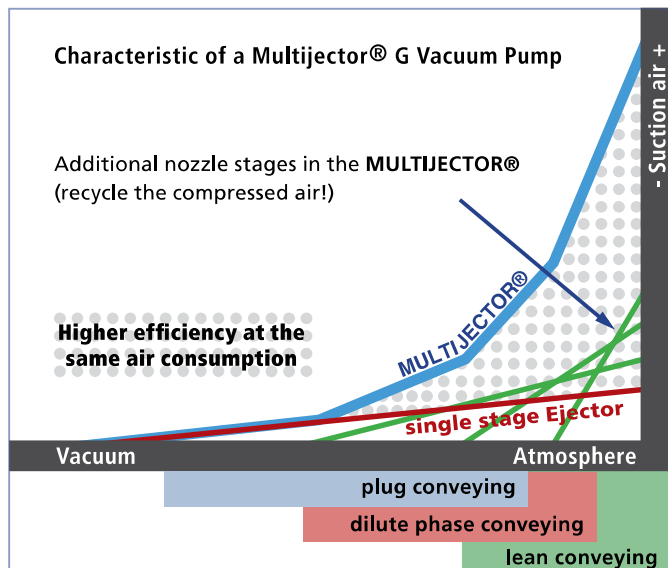 Characteristic of a Multijector® G Vacuum Pump
- Suction air +
Additional nozzle stages in the MULTIJECTOR®
(recycle the compressed air!)
Higher efficiency at the
same air consumption
MULTIJECTOR®
single stage Ejector
Vacuum
Atmosphere
plug conveying
dilute phase conveying
lean conveying